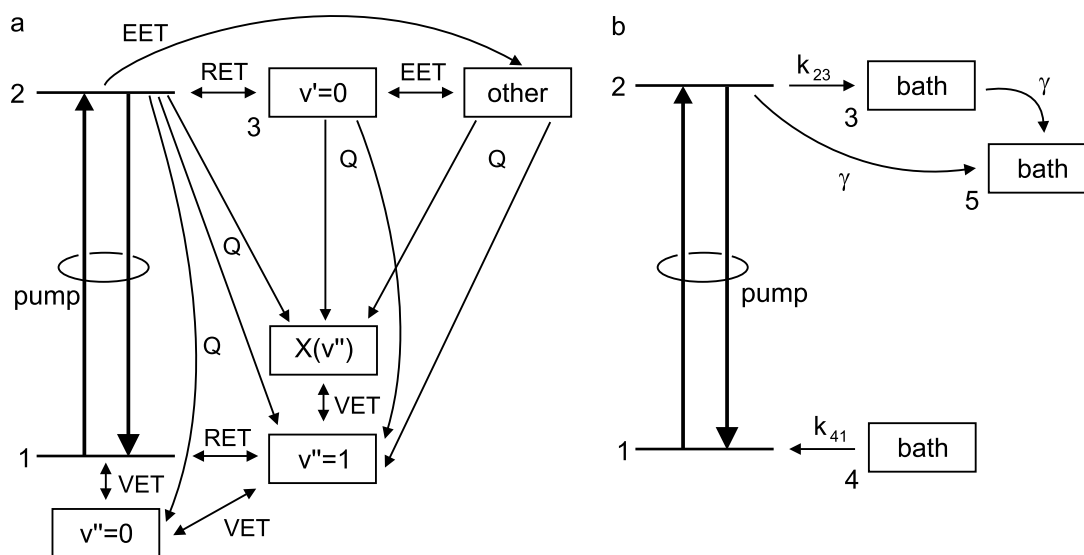 a
EET
2
RET
v'=0
EET
other
3
Q
Q
Q
pump
Q
X(v")
VET
1
RET
v"=1
VET
v"=0
VET
b
2
k23
bath
γ
3
bath
γ
5
pump
1
k41
bath
4